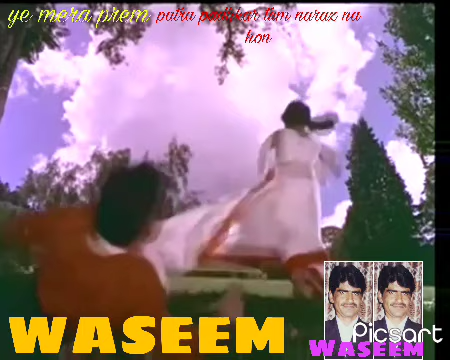 ye mera prem patra padhkar tum naraz na
hon
WASEEM
Picsart
WASEEM